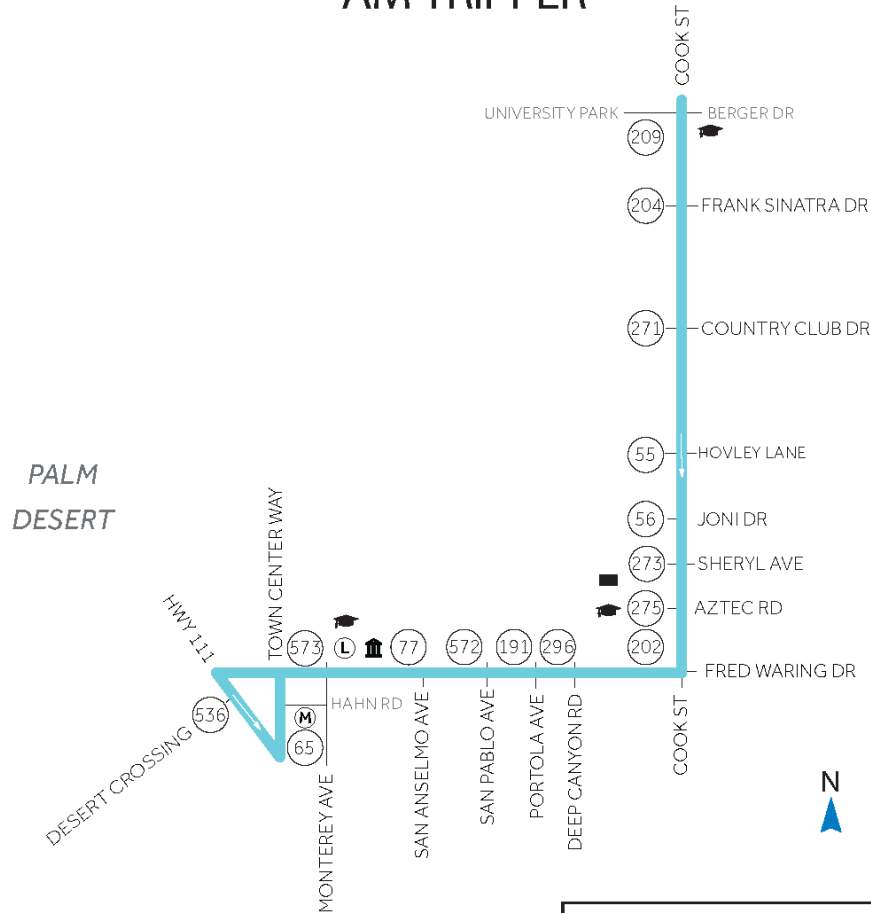 AM TRIPPER
COOK ST
UNIVERSITY PARK
BERGER DR
209
204
FRANK SINATRA DR
271
COUNTRY CLUB DR
55
HOVLEY LANE
PALM
DESERT
56
JONI DR
273
SHERYL AVE
275
AZTEC RD
HWY 111
TOWN CENTER WAY
573
L
77
572
191
296
202
FRED WARING DR
536
DESERT CROSSING
HAHN RD
M
65
MONTEREY AVE
SAN ANSELMO AVE
SAN PABLO AVE
PORTOLA AVE
DEEP CANYON RD
COOK ST
N